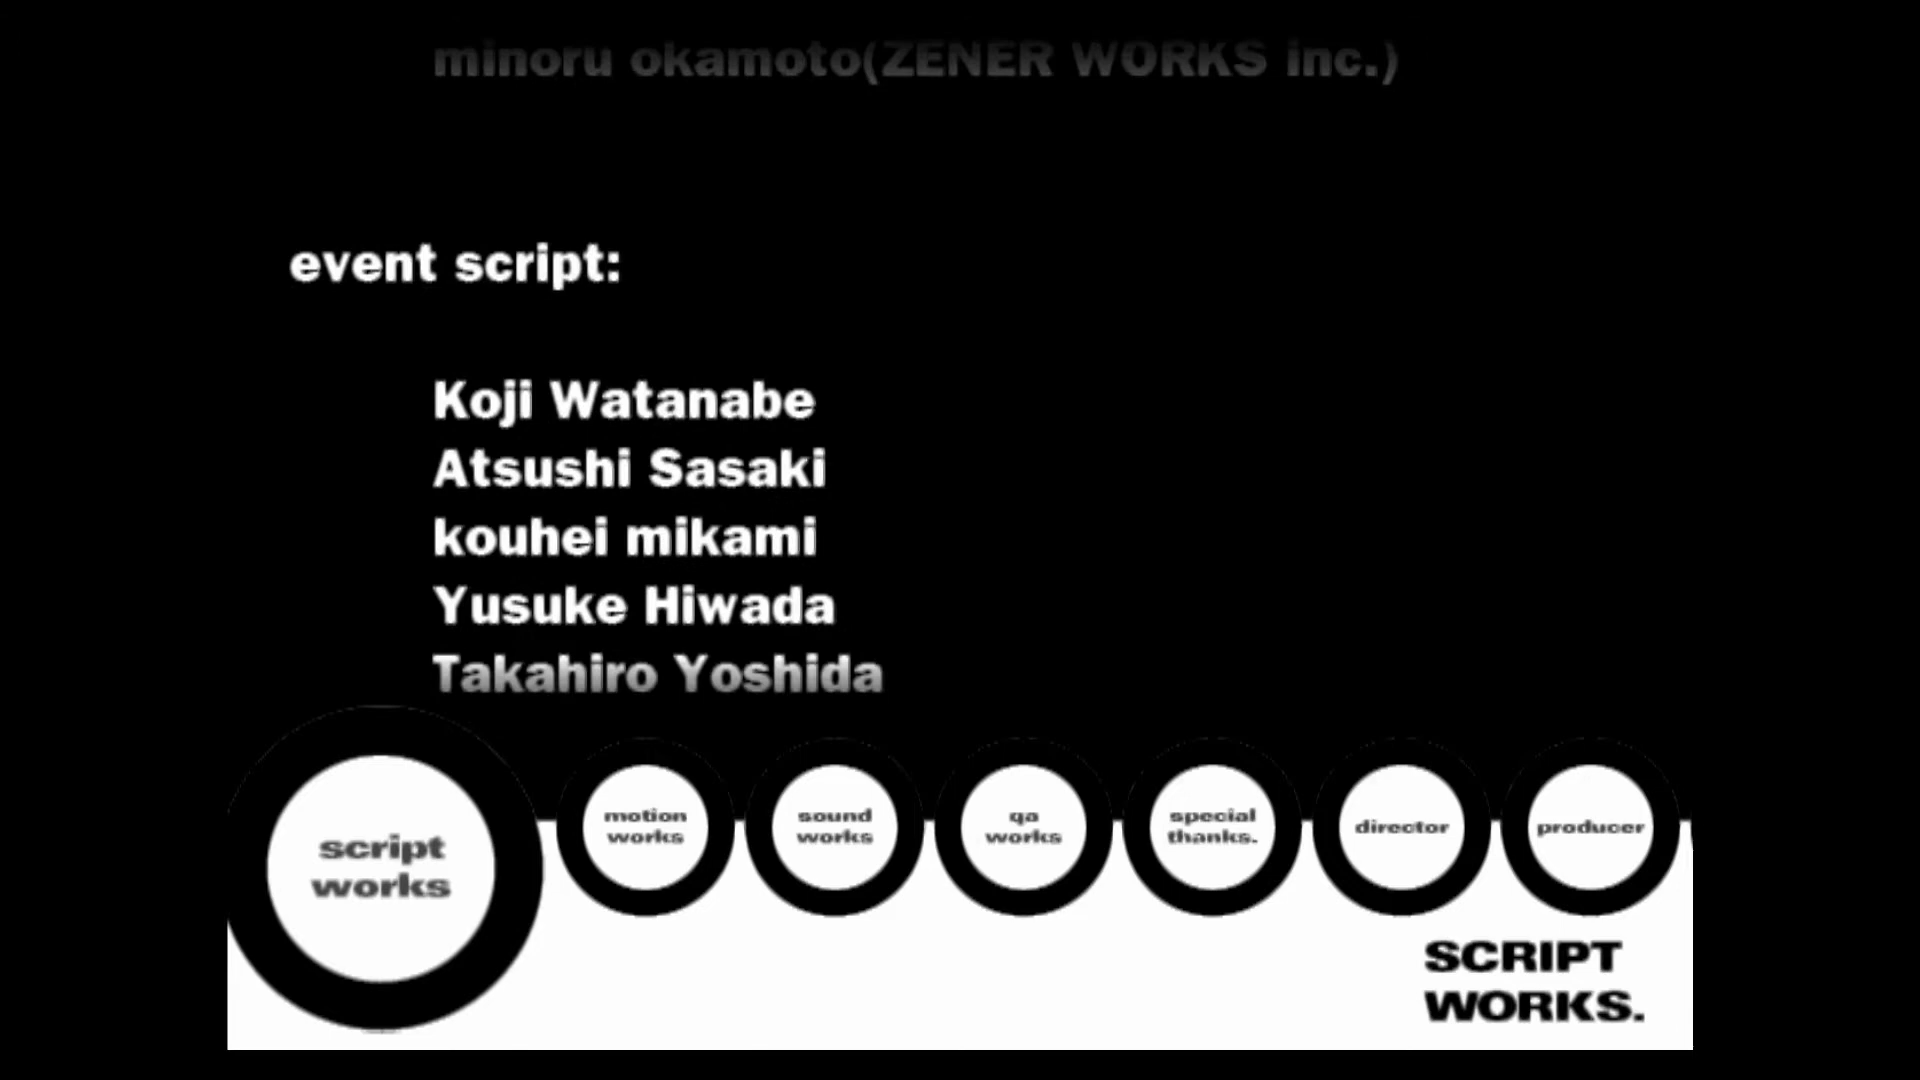 minoru okamoto(ZENER WORKS inc.)
event script:
Koji Watanabe
Atsushi Sasaki
kouhei mikami
Yusuke Hiwada
Takahiro Yoshida
script
works
motion
works
sound
works
qa
works
special
thanks.
director
producer
SCRIPT
WORKS.